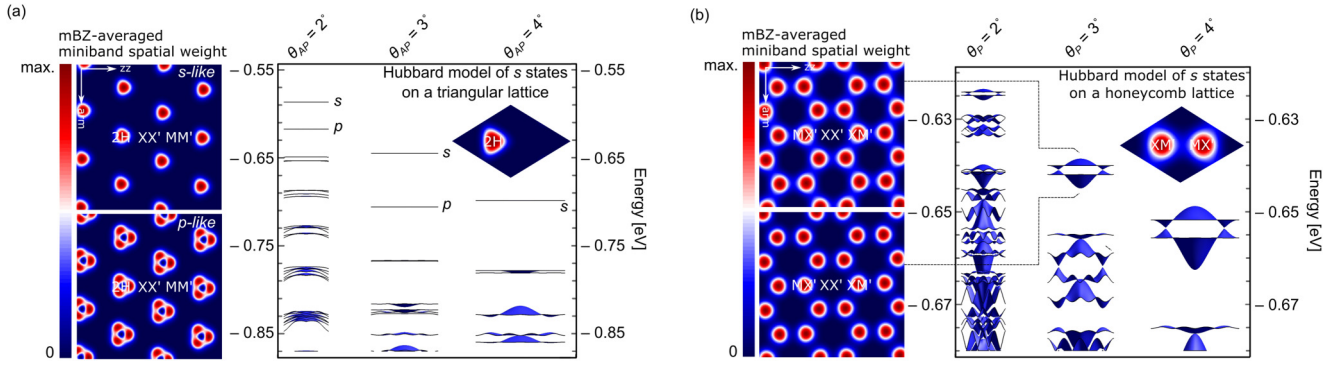 (a)
mBZ-averaged
miniband spatial weight
max.
0
zz
arm
s-like
2H XX' MM'
p-like
2H XX' MM'
θAP = 2°
θAP = 3°
θAP = 4°
– 0.55
– 0.65
– 0.75
– 0.85
s
p
s
p
s
Hubbard model of s states
on a triangular lattice
2H
– 0.55
– 0.65
– 0.75
– 0.85
Energy [eV]
(b)
mBZ-averaged
miniband spatial weight
max.
0
zz
arm
MX' XX' XM'
MX' XX' XM'
θP = 2°
θP = 3°
θP = 4°
– 0.63
– 0.65
– 0.67
Hubbard model of s states
on a honeycomb lattice
XM' MX'
– 0.63
– 0.65
– 0.67
Energy [eV]